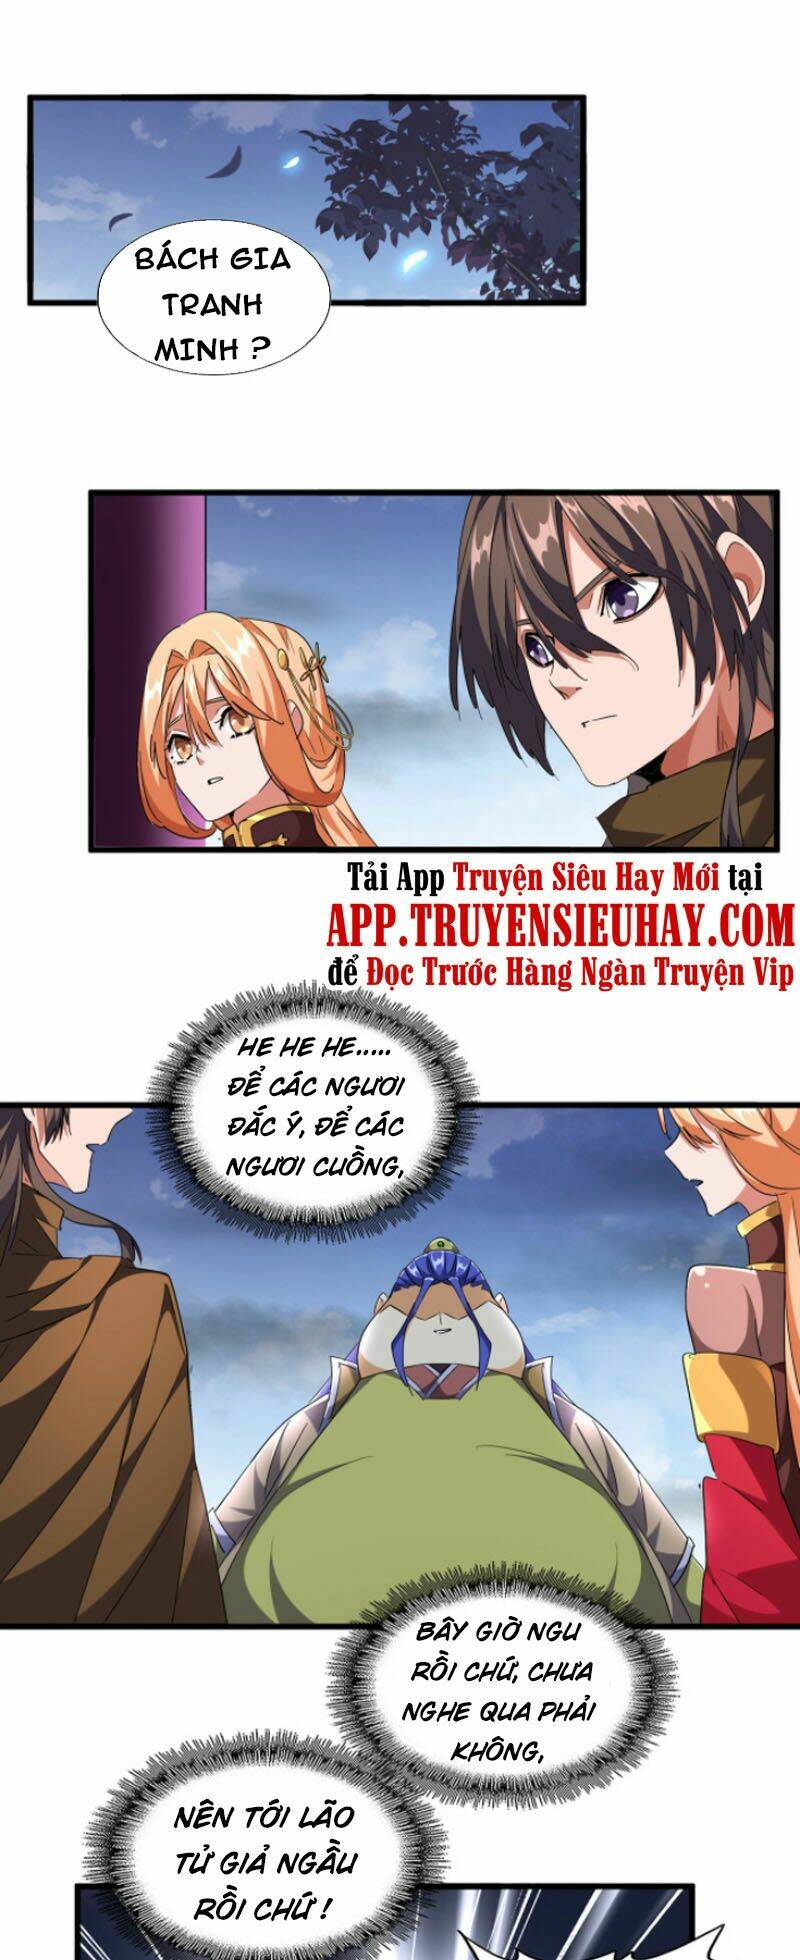 BÁCH GIA
TRANH
MINH ?
Tải App Truyện Siêu Hay Mới tại
APP.TRUYENSIEUHAY.COM
để Đọc Trước Hàng Ngàn Truyện Vip
HE HE HE.....
ĐỂ CÁC NGƯƠI
ĐẮC Ý, ĐỂ CÁC
NGƯƠI CUỒNG,
BÂY GIỜ NGU
RỒI CHỨ, CHƯA
NGHE QUA PHẢI
KHÔNG,
NÊN TỚI LÃO
TỬ GIẢ NGẦU
RỒI CHỨ !